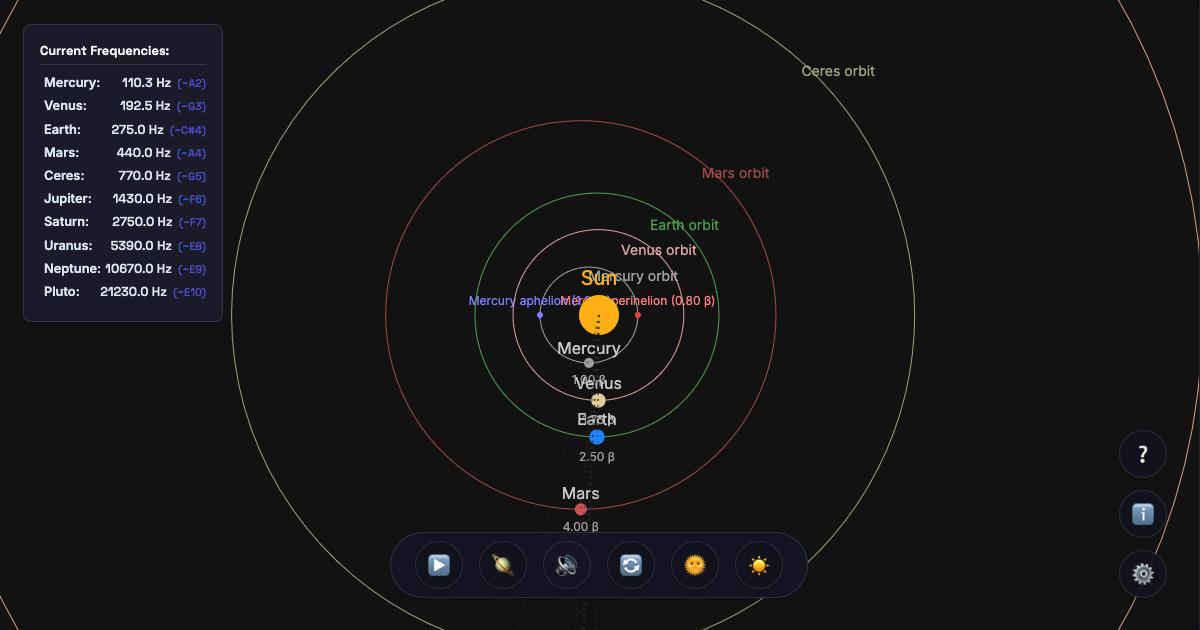 Current Frequencies:
Mercury: 110.3 Hz (~A2)
Venus: 192.5 Hz (~G3)
Earth: 275.0 Hz (~C#4)
Mars: 440.0 Hz (~A4)
Ceres: 770.0 Hz (~G5)
Jupiter: 1430.0 Hz (~F6)
Saturn: 2750.0 Hz (~F7)
Uranus: 5390.0 Hz (~E8)
Neptune: 10670.0 Hz (~E9)
Pluto: 21230.0 Hz (~E10)
Ceres orbit
Mars orbit
Earth orbit
Venus orbit
Mercury orbit
Sun
Mercury aphelion
perihelion (0.80 β)
Mercury
1.00 β
Venus
Earth
2.50 β
Mars
4.00 β
?